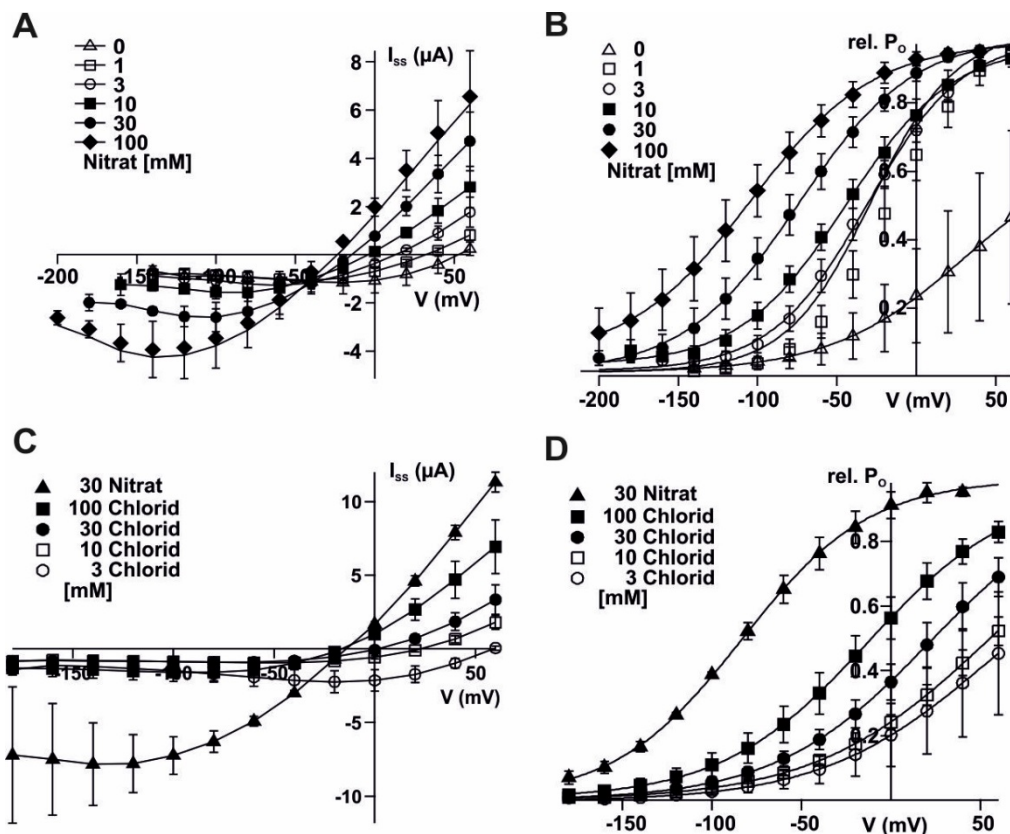 A
0
1
3
10
30
100
Nitrat [mM]
I_SS (µA)
8
6
4
2
-2
-4
-200
-150
-100
-50
50
V (mV)
B
0
1
3
10
30
100
Nitrat [mM]
rel. P_O
0.8
0.6
0.4
0.2
-200
-150
-100
-50
50
V (mV)
C
30 Nitrat
100 Chlorid
30 Chlorid
10 Chlorid
3 Chlorid
[mM]
I_SS (µA)
10
5
-5
-10
-150
-100
-50
50
V (mV)
D
30 Nitrat
100 Chlorid
30 Chlorid
10 Chlorid
3 Chlorid
[mM]
rel. P_O
0.8
0.6
0.4
0.2
-150
-100
-50
50
V (mV)